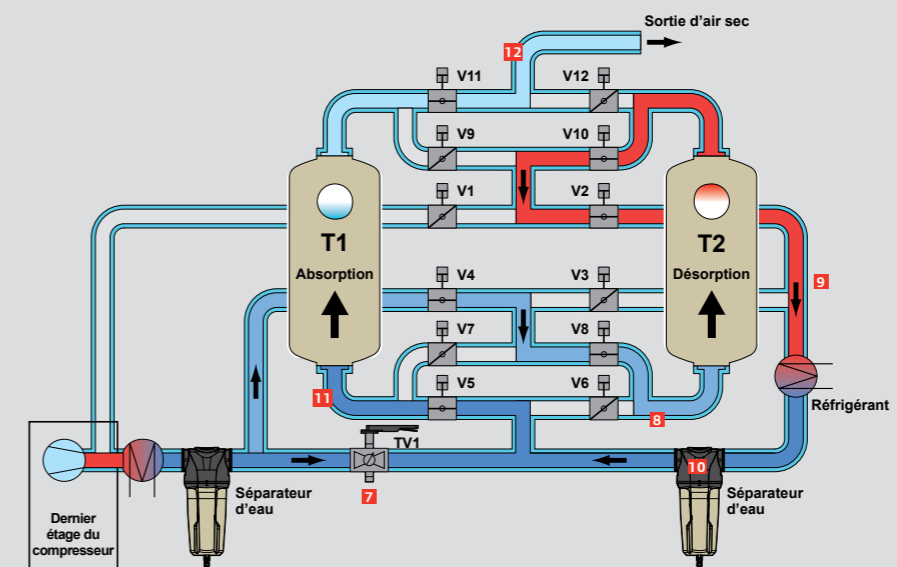 Sortie d'air sec
12
V11
V12
V9
V10
V1
V2
T1
T2
Absorption
V4
V3
Désorption
9
V7
V8
11
V5
V6
8
Réfrigérant
TV1
10
7
Séparateur
d'eau
Séparateur
d'eau
Dernier
étage du
compresseur